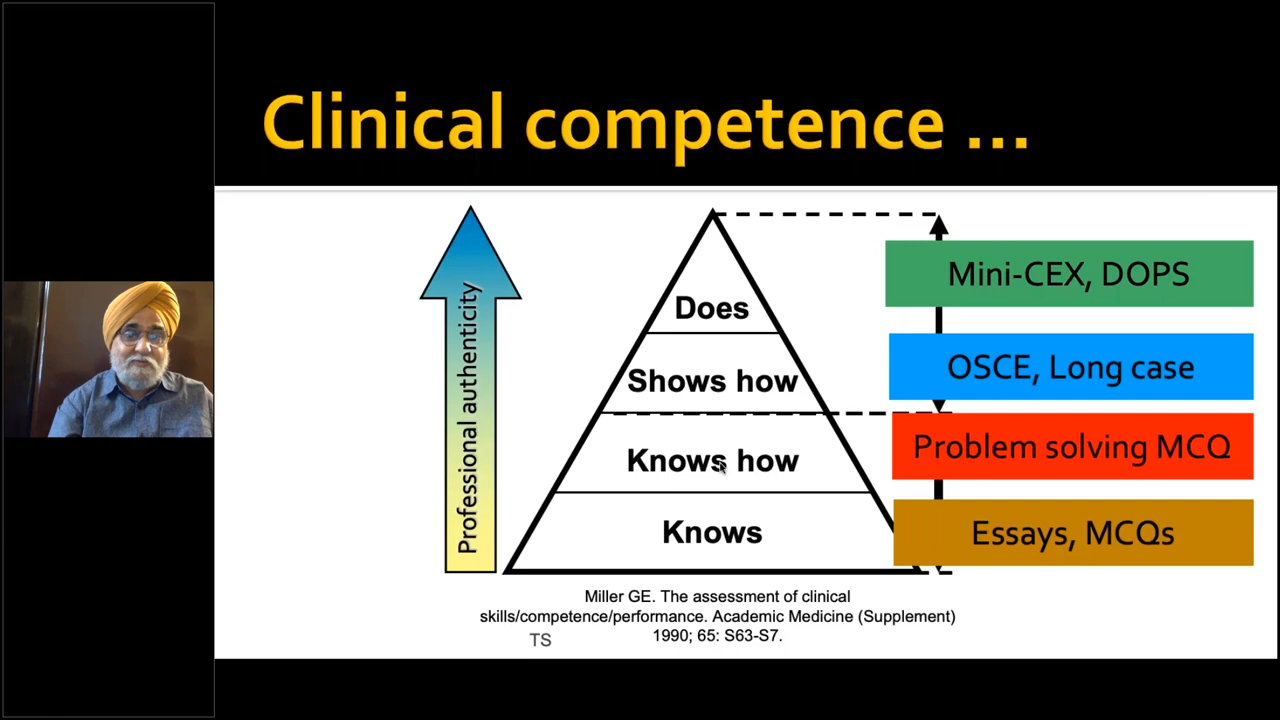 Clinical competence ...
Professional authenticity
Does
Shows how
Knows how
Knows
Mini-CEX, DOPS
OSCE, Long case
Problem solving MCQ
Essays, MCQs
Miller GE. The assessment of clinical
skills/competence/performance. Academic Medicine (Supplement)
1990; 65: S63-S7.
TS